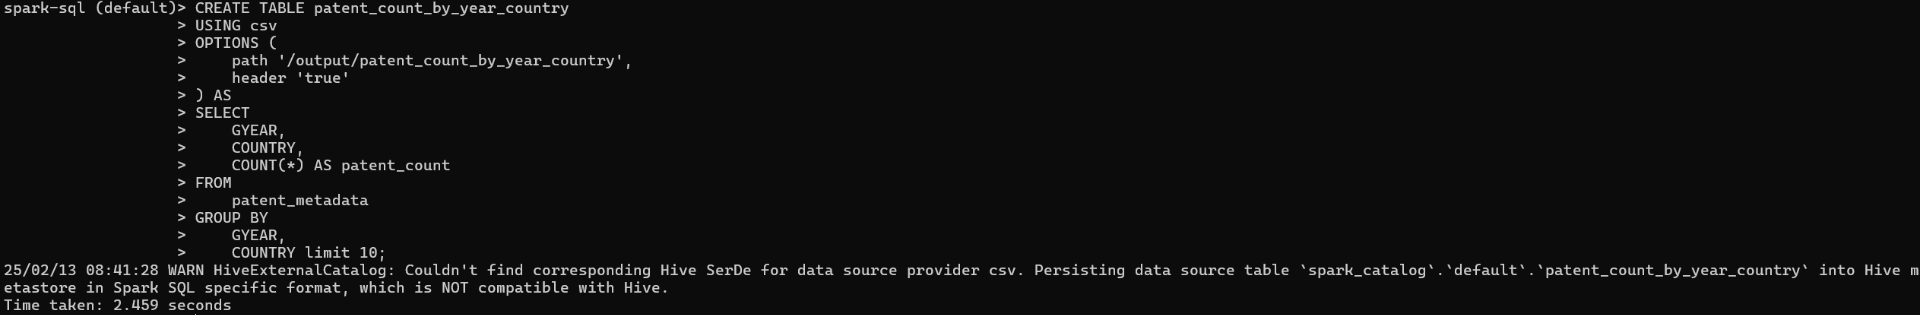 spark-sql (default)> CREATE TABLE patent_count_by_year_country
                   > USING csv
                   > OPTIONS (
                   >     path '/output/patent_count_by_year_country',
                   >     header 'true'
                   > ) AS
                   > SELECT
                   >     GYEAR,
                   >     COUNTRY,
                   >     COUNT(*) AS patent_count
                   > FROM
                   >     patent_metadata
                   > GROUP BY
                   >     GYEAR,
                   >     COUNTRY limit 10;
25/02/13 08:41:28 WARN HiveExternalCatalog: Couldn't find corresponding Hive SerDe for data source provider csv. Persisting data source table `spark_catalog`.`default`.`patent_count_by_year_country` into Hive m
etastore in Spark SQL specific format, which is NOT compatible with Hive.
Time taken: 2.459 seconds